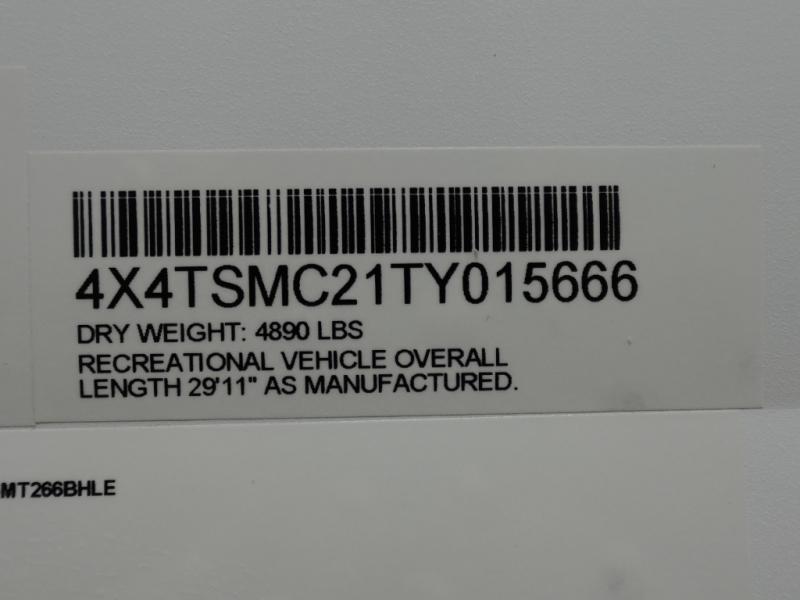 4X4TSMC21TY015666
DRY WEIGHT: 4890 LBS
RECREATIONAL VEHICLE OVERALL
LENGTH 29'11" AS MANUFACTURED.
MT266BHLE